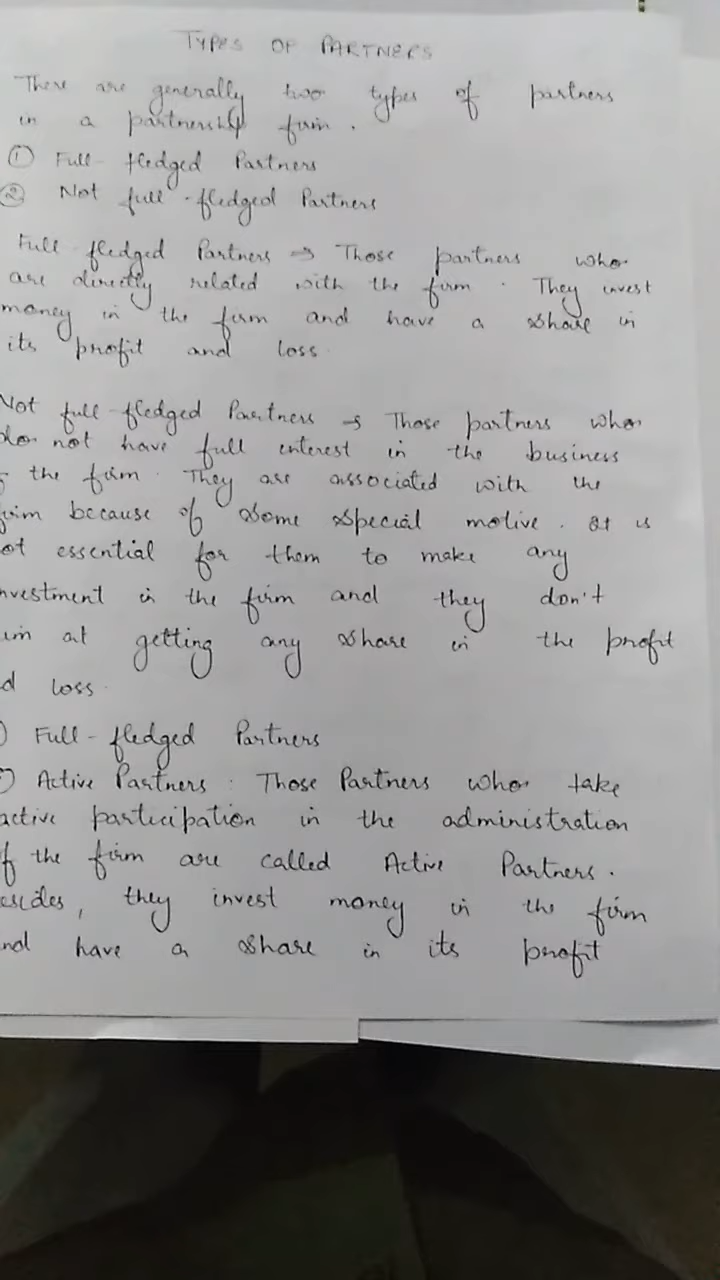 TYPES OF PARTNERS
There are generally two types of partners
in a partnership firm.
① Full-fledged Partners
② Not full-fledged Partners
Full fledged Partners → Those partners who
are directly related with the firm. They invest
money in the firm and have a share in
its profit and loss.
Not full-fledged Partners → Those partners who
do not have full interest in the business
the firm. They are associated with the
firm because of some special motive. It is
ot essential for them to make any
nvestment in the firm and they don't
im at getting any share in the profit
d loss.
) Full-fledged Partners
) Active Partners : Those Partners who take
active participation in the administration
f the firm are called Active Partners.
esides, they invest money in the firm
nd have a share in its profit